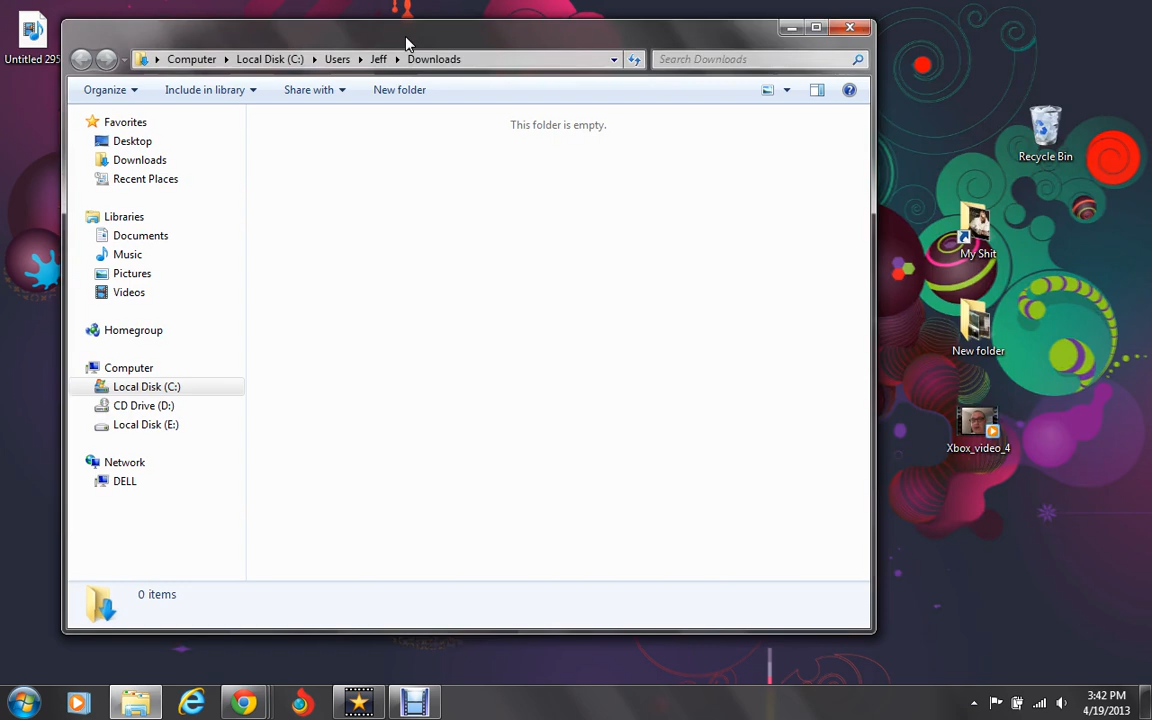 Untitled 295
Computer Local Disk (C:) Users Jeff Downloads
Search Downloads
Organize Include in library Share with New folder
Favorites
Desktop
Downloads
Recent Places
Libraries
Documents
Music
Pictures
Videos
Homegroup
Computer
Local Disk (C:)
CD Drive (D:)
Local Disk (E:)
Network
DELL
This folder is empty.
0 items
Recycle Bin
My Shit
New folder
Xbox_video_4
3:42 PM
4/19/2013